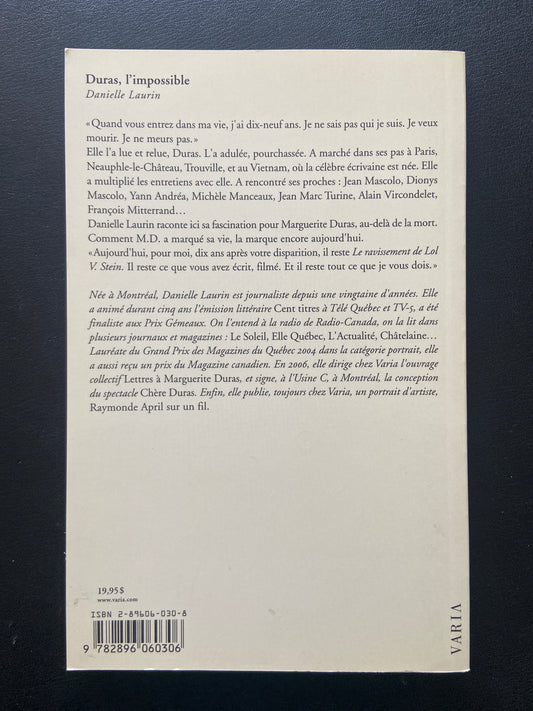 Duras, l'impossible
Danielle Laurin
«Quand vous entrez dans ma vie, j'ai dix-neuf ans. Je ne sais pas qui je suis. Je veux
mourir. Je ne meurs pas.»
Elle l'a lue et relue, Duras. L'a adulée, pourchassée. A marché dans ses pas à Paris,
Neauphle-le-Château, Trouville, et au Vietnam, où la célèbre écrivaine est née. Elle
a multiplié les entretiens avec elle. A rencontré ses proches : Jean Mascolo, Dionys
Mascolo, Yann Andréa, Michèle Manceaux, Jean Marc Turine, Alain Vircondelet,
François Mitterrand…
Danielle Laurin raconte ici sa fascination pour Marguerite Duras, au-delà de la mort.
Comment M.D. a marqué sa vie, la marque encore aujourd'hui.
«Aujourd'hui, pour moi, dix ans après votre disparition, il reste Le ravissement de Lol
V. Stein. Il reste ce que vous avez écrit, filmé. Et il reste tout ce que je vous dois.»
Née à Montréal, Danielle Laurin est journaliste depuis une vingtaine d'années. Elle
a animé durant cinq ans l'émission littéraire Cent titres à Télé Québec et TV-5, a été
finaliste aux Prix Gémeaux. On l'entend à la radio de Radio-Canada, on la lit dans
plusieurs journaux et magazines : Le Soleil, Elle Québec, L'Actualité, Châtelaine…
Lauréate du Grand Prix des Magazines du Québec 2004 dans la catégorie portrait, elle
a aussi reçu un prix du Magazine canadien. En 2006, elle dirige chez Varia l'ouvrage
collectif Lettres à Marguerite Duras, et signe, à l'Usine C, à Montréal, la conception
du spectacle Chère Duras. Enfin, elle publie, toujours chez Varia, un portrait d'artiste,
Raymonde April sur un fil.
19,95 $
www.varia.com
ISBN 2-89606-030-8
9 782896 060306
VARIA